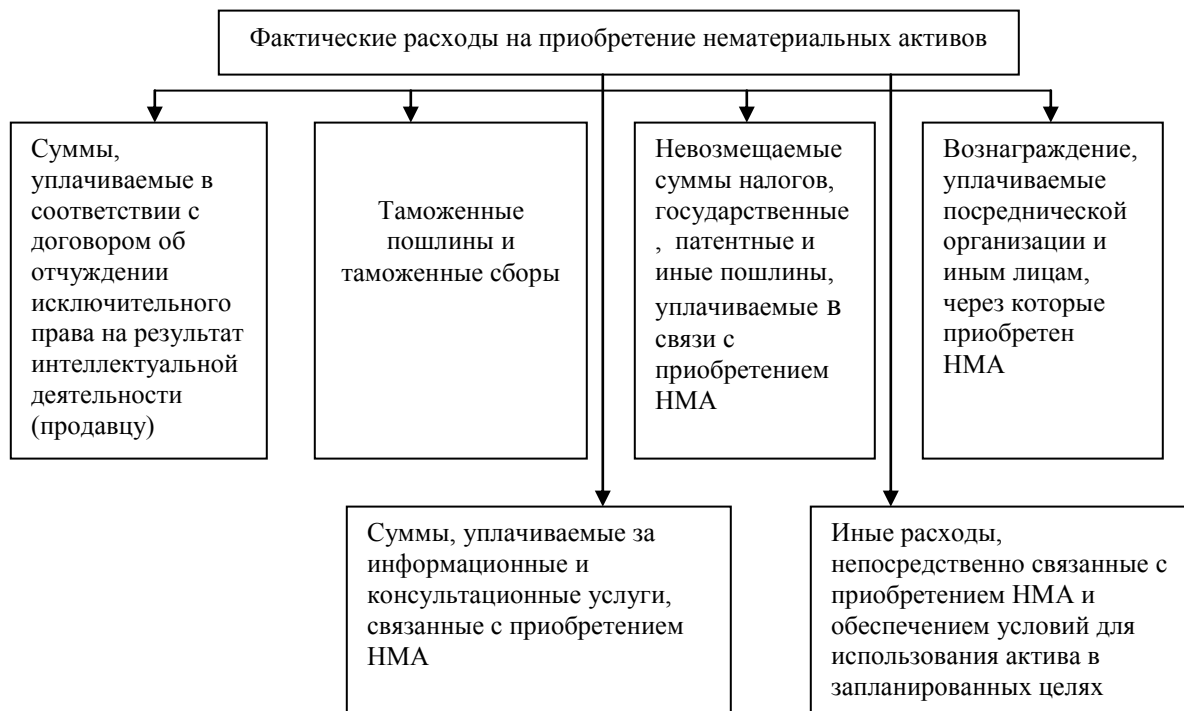 Фактические расходы на приобретение нематериальных активов
Суммы,
уплачиваемые в
соответствии с
договором об
отчуждении
исключительного
права на результат
интеллектуальной
деятельности
(продавцу)
Таможенные
пошлины и
таможенные сборы
Невозмещаемые
суммы налогов,
государственные
, патентные и
иные пошлины,
уплачиваемые в
связи с
приобретением
НМА
Вознаграждение,
уплачиваемые
посреднической
организации и
иным лицам,
через которые
приобретен
НМА
Суммы, уплачиваемые за
информационные и
консультационные услуги,
связанные с приобретением
НМА
Иные расходы,
непосредственно связанные с
приобретением НМА и
обеспечением условий для
использования актива в
запланированных целях